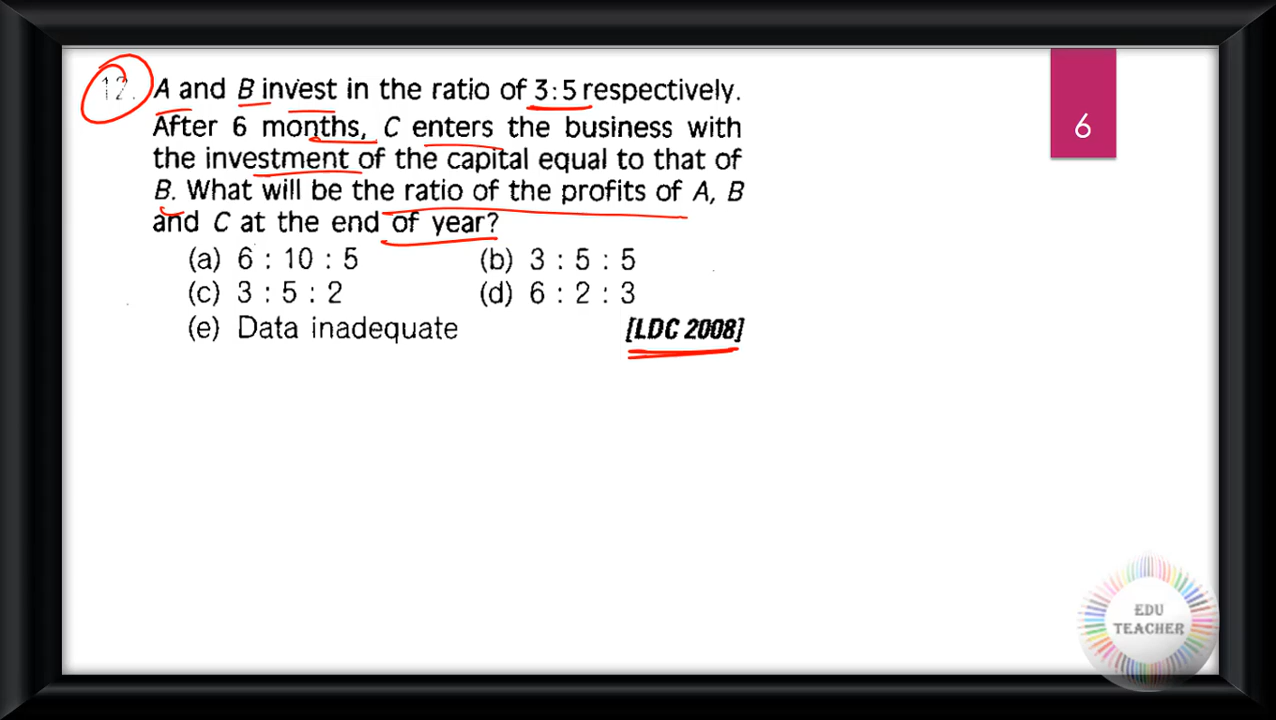 12. A and B invest in the ratio of 3:5 respectively.
After 6 months, C enters the business with
the investment of the capital equal to that of
B. What will be the ratio of the profits of A, B
and C at the end of year?
(a) 6 : 10 : 5 (b) 3 : 5 : 5
(c) 3 : 5 : 2 (d) 6 : 2 : 3
(e) Data inadequate [LDC 2008]
6
EDU
TEACHER